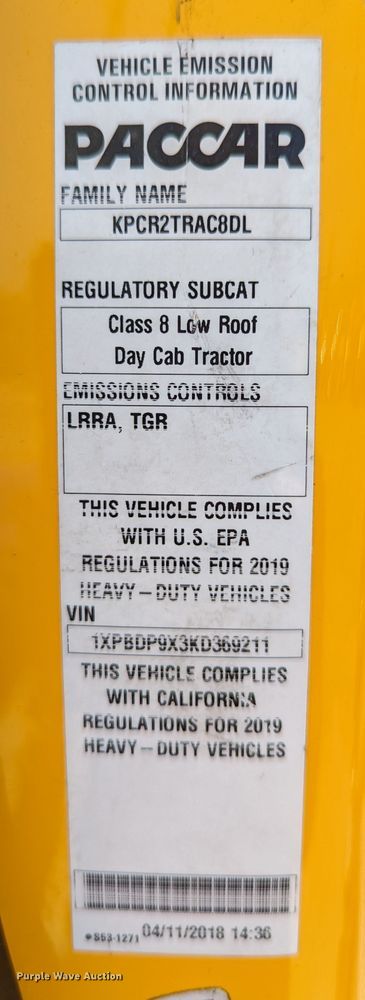 VEHICLE EMISSION
CONTROL INFORMATION
PACCAR
FAMILY NAME
KPCR2TRAC8DL
REGULATORY SUBCAT
Class 8 Low Roof
Day Cab Tractor
EMISSIONS CONTROLS
LRRA, TGR
THIS VEHICLE COMPLIES
WITH U.S. EPA
REGULATIONS FOR 2019
HEAVY-DUTY VEHICLES
VIN
1XPBDP9X3KD369211
THIS VEHICLE COMPLIES
WITH CALIFORNIA
REGULATIONS FOR 2019
HEAVY-DUTY VEHICLES
S53-1271 04/11/2018 14:36
Purple Wave Auction